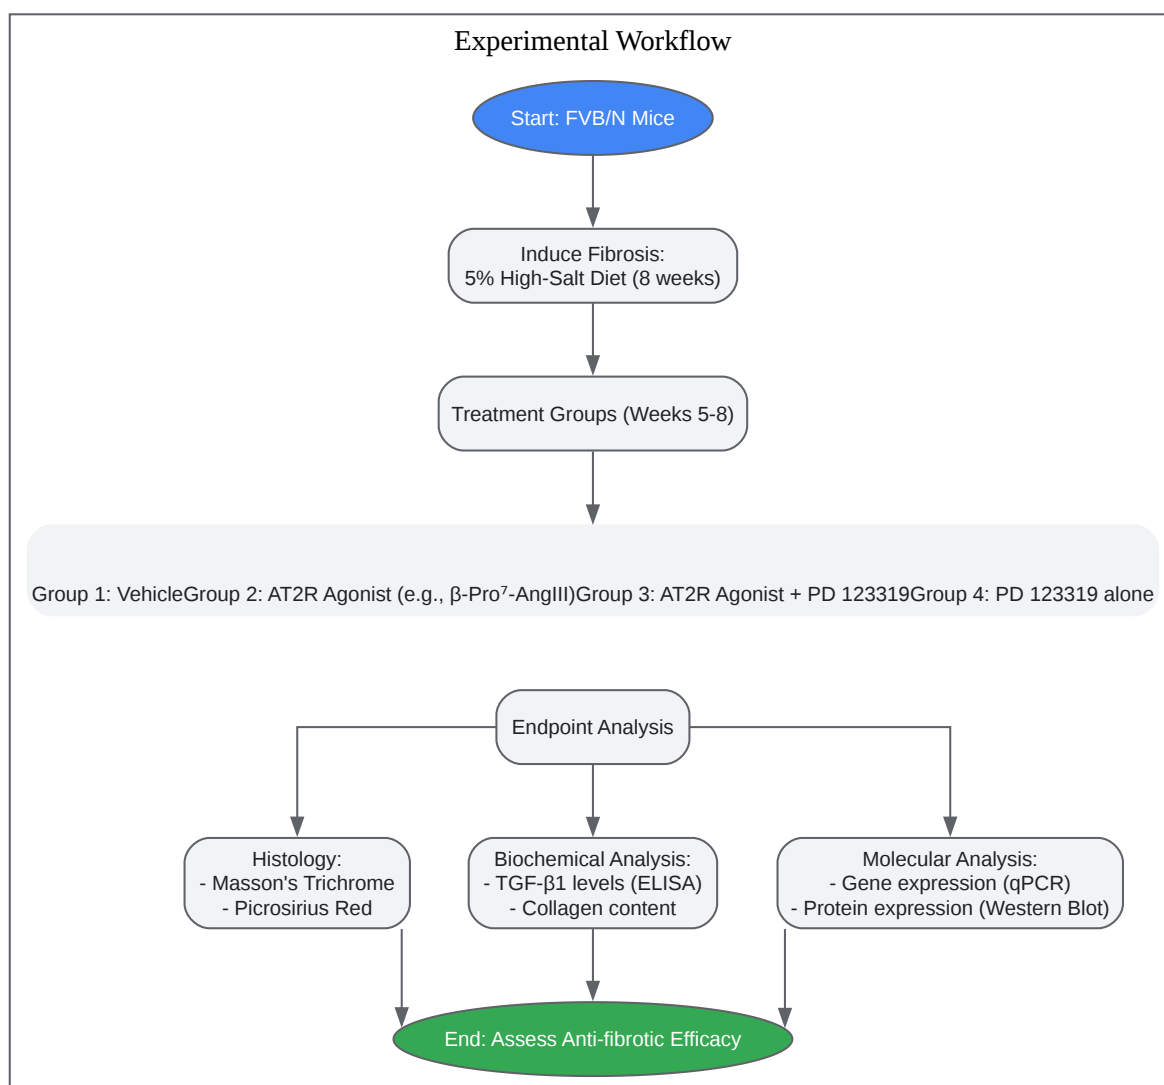 Experimental Workflow
Start: FVB/N Mice
Induce Fibrosis:
5% High-Salt Diet (8 weeks)
Treatment Groups (Weeks 5-8)
Group 1: VehicleGroup 2: AT2R Agonist (e.g., β-Pro⁷-AngIII)Group 3: AT2R Agonist + PD 123319Group 4: PD 123319 alone
Endpoint Analysis
Histology:
- Masson's Trichrome
- Picrosirius Red
Biochemical Analysis:
- TGF-β1 levels (ELISA)
- Collagen content
Molecular Analysis:
- Gene expression (qPCR)
- Protein expression (Western Blot)
End: Assess Anti-fibrotic Efficacy